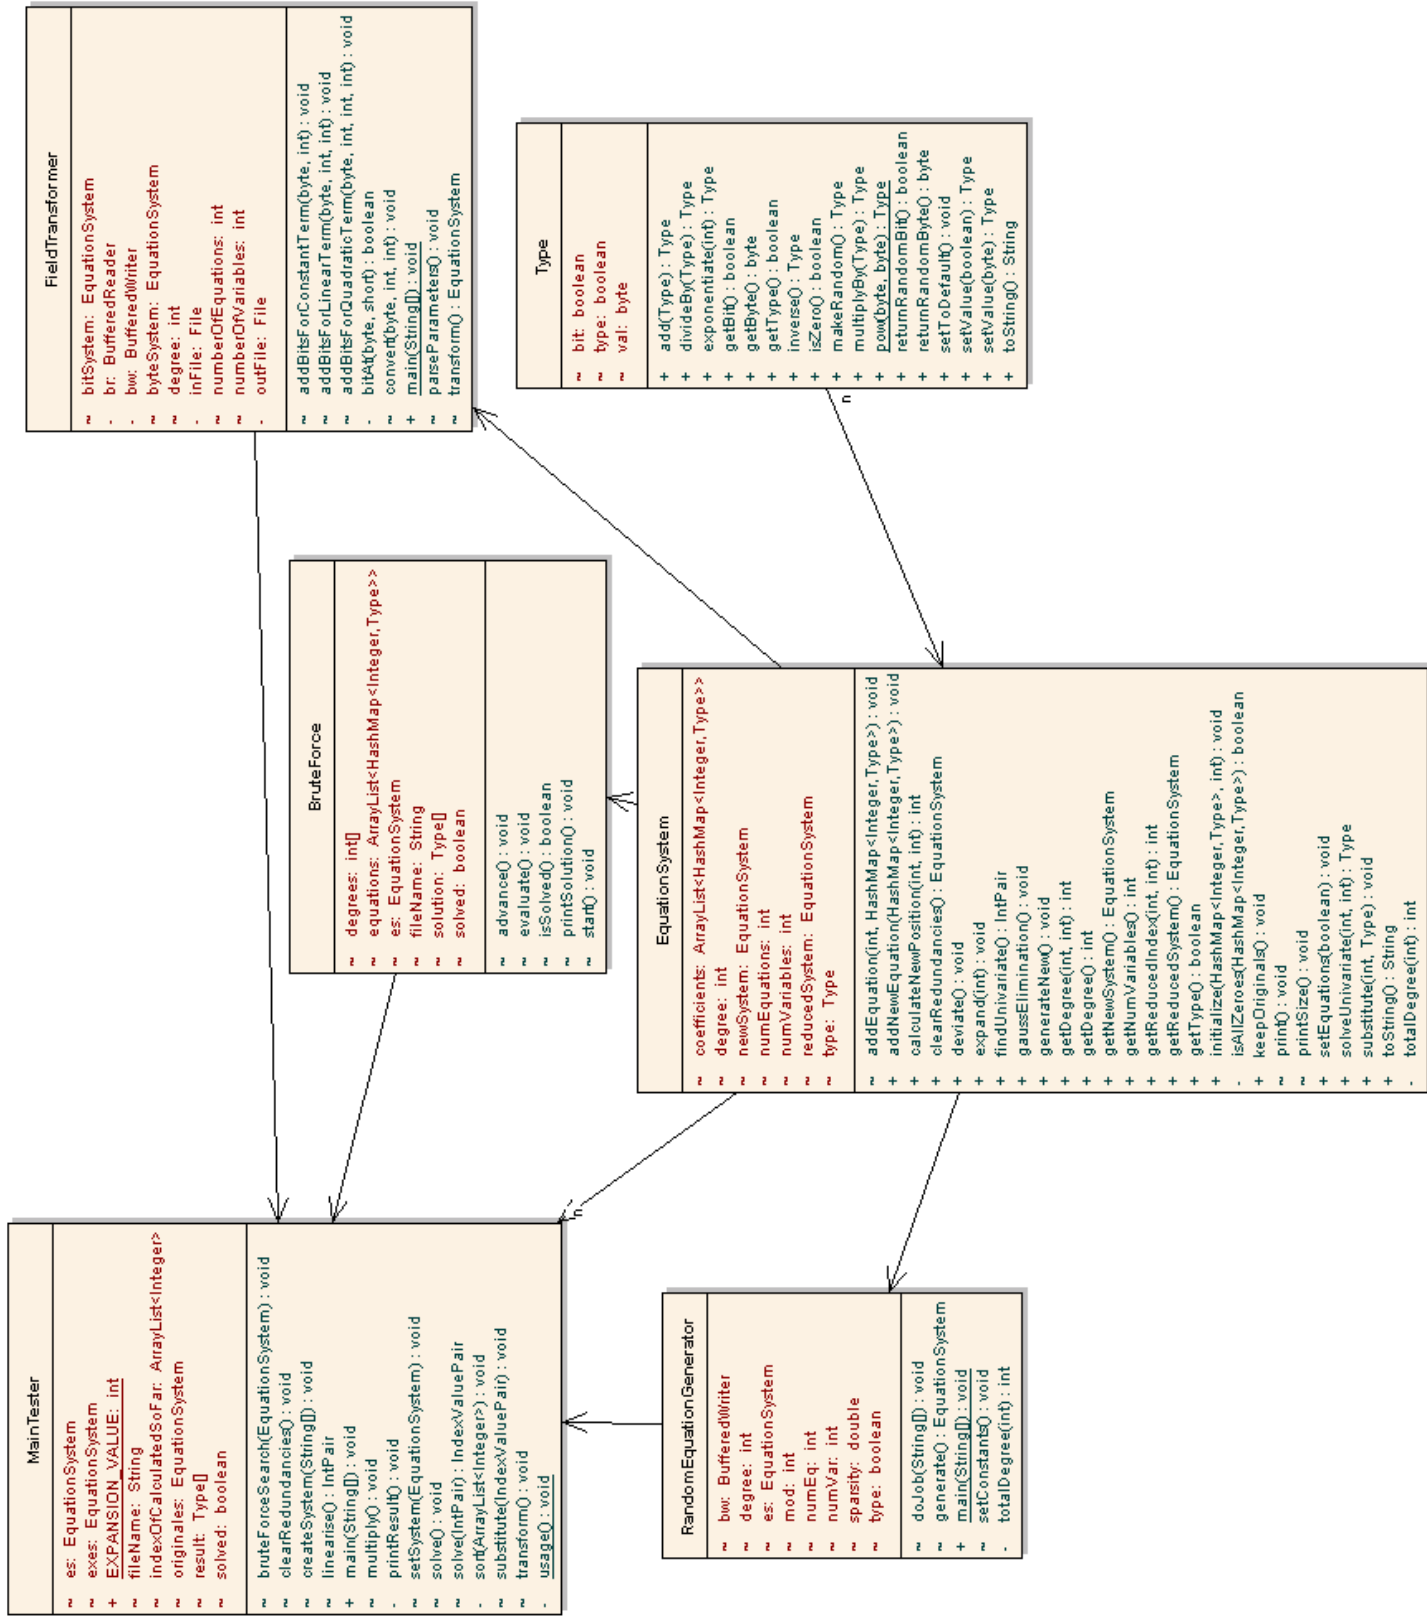 MainTester
~ es: EquationSystem
~ exes: EquationSystem
+ EXPANSION_VALUE: int
~ fileName: String
~ indexOfCalculatedSoFar: ArrayList<Integer>
~ originales: EquationSystem
~ result: Type[]
~ solved: boolean
~ bruteForceSearch(EquationSystem) : void
~ clearRedundancies() : void
~ createSystem(String[]) : void
~ linearise() : IntPair
+ main(String[]) : void
~ multiply() : void
- printResult() : void
~ setSystem(EquationSystem) : void
~ solve() : void
~ solve(IntPair) : IndexValuePair
- sort(ArrayList<Integer>) : void
~ substitute(IndexValuePair) : void
~ transform() : void
- usage() : void
n
FieldTransformer
~ bitSystem: EquationSystem
- br: BufferedReader
- bw: BufferedWriter
~ byteSystem: EquationSystem
~ degree: int
- inFile: File
~ numberOfEquations: int
~ numberOfVariables: int
- outFile: File
~ addBitsForConstantTerm(byte, int) : void
~ addBitsForLinearTerm(byte, int, int) : void
~ addBitsForQuadraticTerm(byte, int, int, int) : void
- bitAt(byte, short) : boolean
~ convert(byte, int, int) : void
+ main(String[]) : void
~ parseParameters() : void
~ transform() : EquationSystem
BruteForce
~ degrees: int[]
~ equations: ArrayList<HashMap<Integer,Type>>
~ es: EquationSystem
~ fileName: String
~ solution: Type[]
~ solved: boolean
~ advance() : void
~ evaluate() : void
~ isSolved() : boolean
~ printSolution() : void
~ start() : void
Type
~ bit: boolean
~ type: boolean
~ val: byte
+ add(Type) : Type
+ divideBy(Type) : Type
+ exponentiate(int) : Type
+ getBit() : boolean
+ getByte() : byte
+ getType() : boolean
+ inverse() : Type
+ isZero() : boolean
+ makeRandom() : Type
+ multiplyBy(Type) : Type
+ pow(byte, byte) : Type
+ returnRandomBit() : boolean
+ returnRandomByte() : byte
+ setToDefault() : void
+ setValue(boolean) : Type
+ setValue(byte) : Type
+ toString() : String
n
EquationSystem
~ coefficients: ArrayList<HashMap<Integer,Type>>
~ degree: int
~ newSystem: EquationSystem
~ numEquations: int
~ numVariables: int
~ reducedSystem: EquationSystem
~ type: Type
~ addEquation(int, HashMap<Integer,Type>) : void
+ addNewEquation(HashMap<Integer,Type>) : void
+ calculateNewPosition(int, int) : int
~ clearRedundancies() : EquationSystem
~ deviate() : void
+ expand(int) : void
+ findUnivariate() : IntPair
+ gaussElimination() : void
+ generateNew() : void
+ getDegree(int, int) : int
+ getDegree() : int
+ getNewSystem() : EquationSystem
+ getNumVariables() : int
+ getReducedIndex(int, int) : int
+ getReducedSystem() : EquationSystem
+ getType() : boolean
+ initialize(HashMap<Integer,Type>, int) : void
- isAllZeroes(HashMap<Integer,Type>) : boolean
+ keepOriginals() : void
~ print() : void
~ printSize() : void
+ setEquations(boolean) : void
+ solveUnivariate(int, int) : Type
+ substitute(int, Type) : void
+ toString() : String
- totalDegree(int) : int
RandomEquationGenerator
~ bw: BufferedWriter
~ degree: int
~ es: EquationSystem
~ mod: int
~ numEq: int
~ numVar: int
~ sparsity: double
~ type: boolean
~ doJob(String[]) : void
~ generate() : EquationSystem
+ main(String[]) : void
~ setConstants() : void
- totalDegree(int) : int